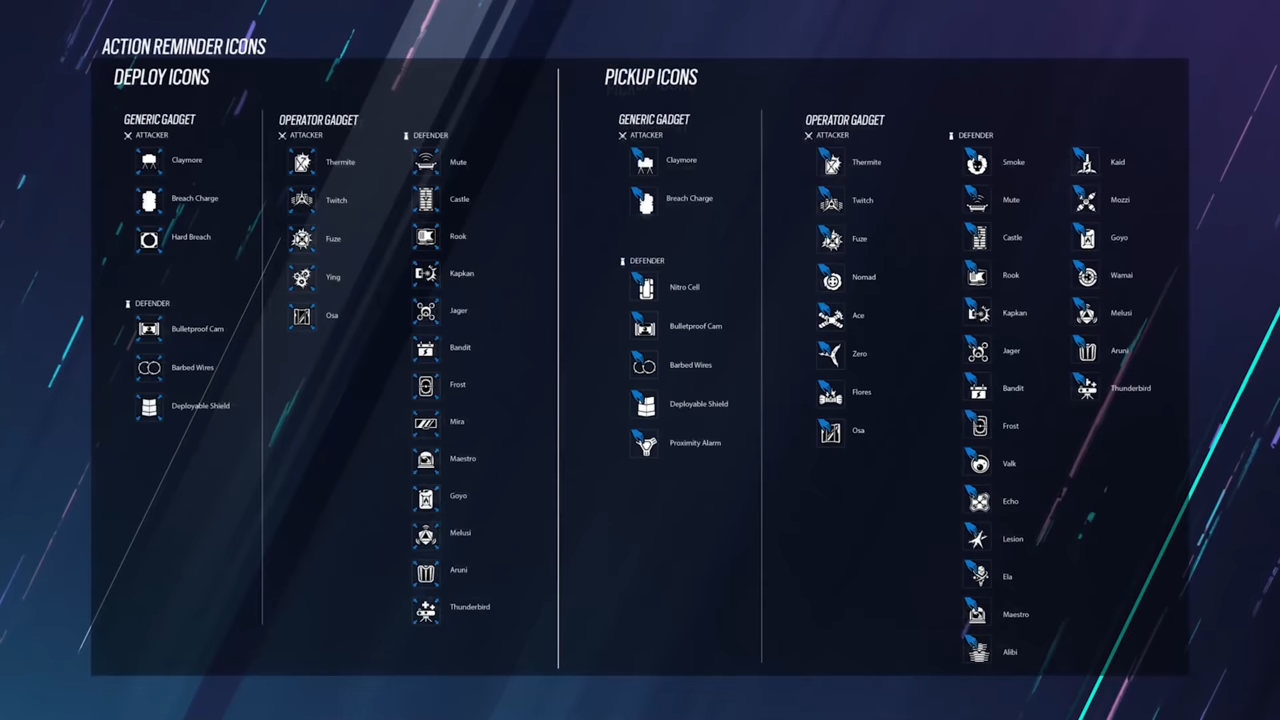 ACTION REMINDER ICONS
DEPLOY ICONS
GENERIC GADGET
ATTACKER
Claymore
Breach Charge
Hard Breach
DEFENDER
Bulletproof Cam
Barbed Wires
Deployable Shield
OPERATOR GADGET
ATTACKER
Thermite
Twitch
Fuze
Ying
Osa
DEFENDER
Mute
Castle
Rook
Kapkan
Jager
Bandit
Frost
Mira
Maestro
Goyo
Melusi
Aruni
Thunderbird
PICKUP ICONS
GENERIC GADGET
ATTACKER
Claymore
Breach Charge
DEFENDER
Nitro Cell
Bulletproof Cam
Barbed Wires
Deployable Shield
Proximity Alarm
OPERATOR GADGET
ATTACKER
Thermite
Twitch
Fuze
Nomad
Ace
Zero
Flores
Osa
DEFENDER
Smoke
Mute
Castle
Rook
Kapkan
Jager
Bandit
Frost
Valk
Echo
Lesion
Ela
Maestro
Alibi
Kaid
Mozzi
Goyo
Wamai
Melusi
Aruni
Thunderbird